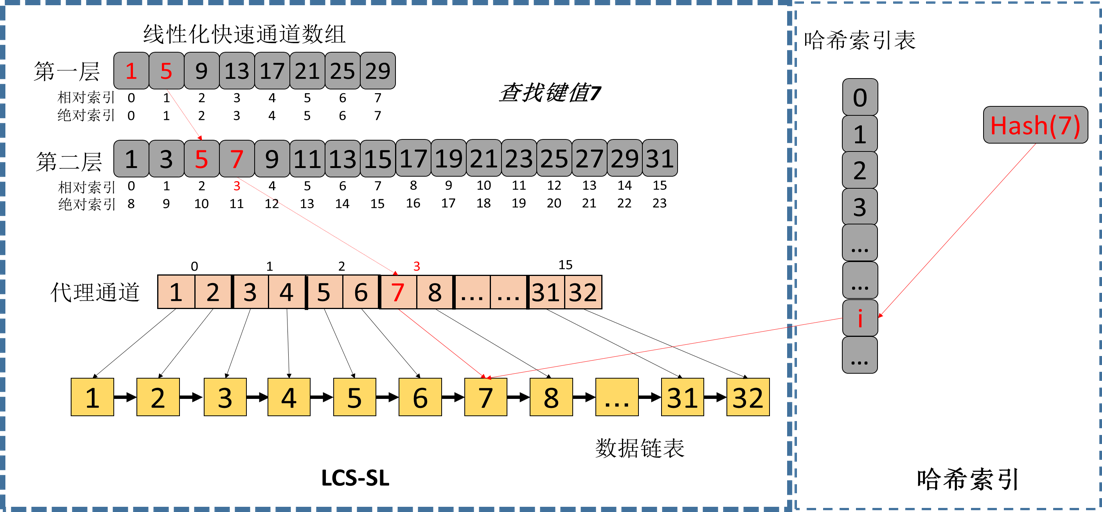 线性化快速通道数组
第一层 1 5 9 13 17 21 25 29
相对索引 0 1 2 3 4 5 6 7
绝对索引 0 1 2 3 4 5 6 7
查找键值7
第二层 1 3 5 7 9 11 13 15 17 19 21 23 25 27 29 31
相对索引 0 1 2 3 4 5 6 7 8 9 10 11 12 13 14 15
绝对索引 8 9 10 11 12 13 14 15 16 17 18 19 20 21 22 23
0 1 2 3 15
代理通道 1 2 3 4 5 6 7 8 ... ... 31 32
1 2 3 4 5 6 7 8 ... 31 32
数据链表
LCS-SL
哈希索引表
0
1
2
3
...
...
i
...
Hash(7)
哈希索引